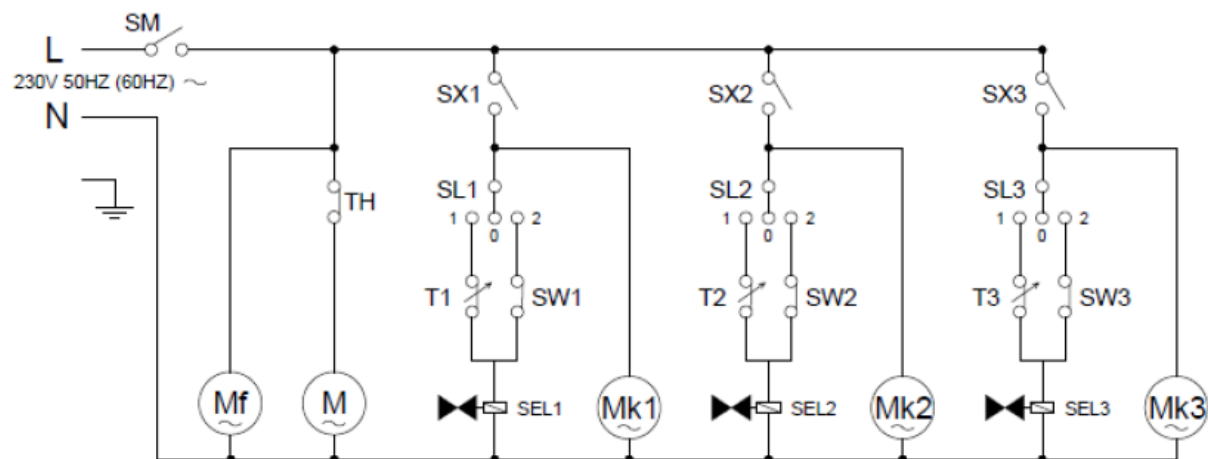 SM
L
230V 50HZ (60HZ) ~
N
SX1 SX2 SX3
TH
SL1 SL2 SL3
1 0 2 1 0 2 1 0 2
T1 SW1 T2 SW2 T3 SW3
Mf ~ M ~ SEL1 Mk1 ~ SEL2 Mk2 ~ SEL3 Mk3 ~